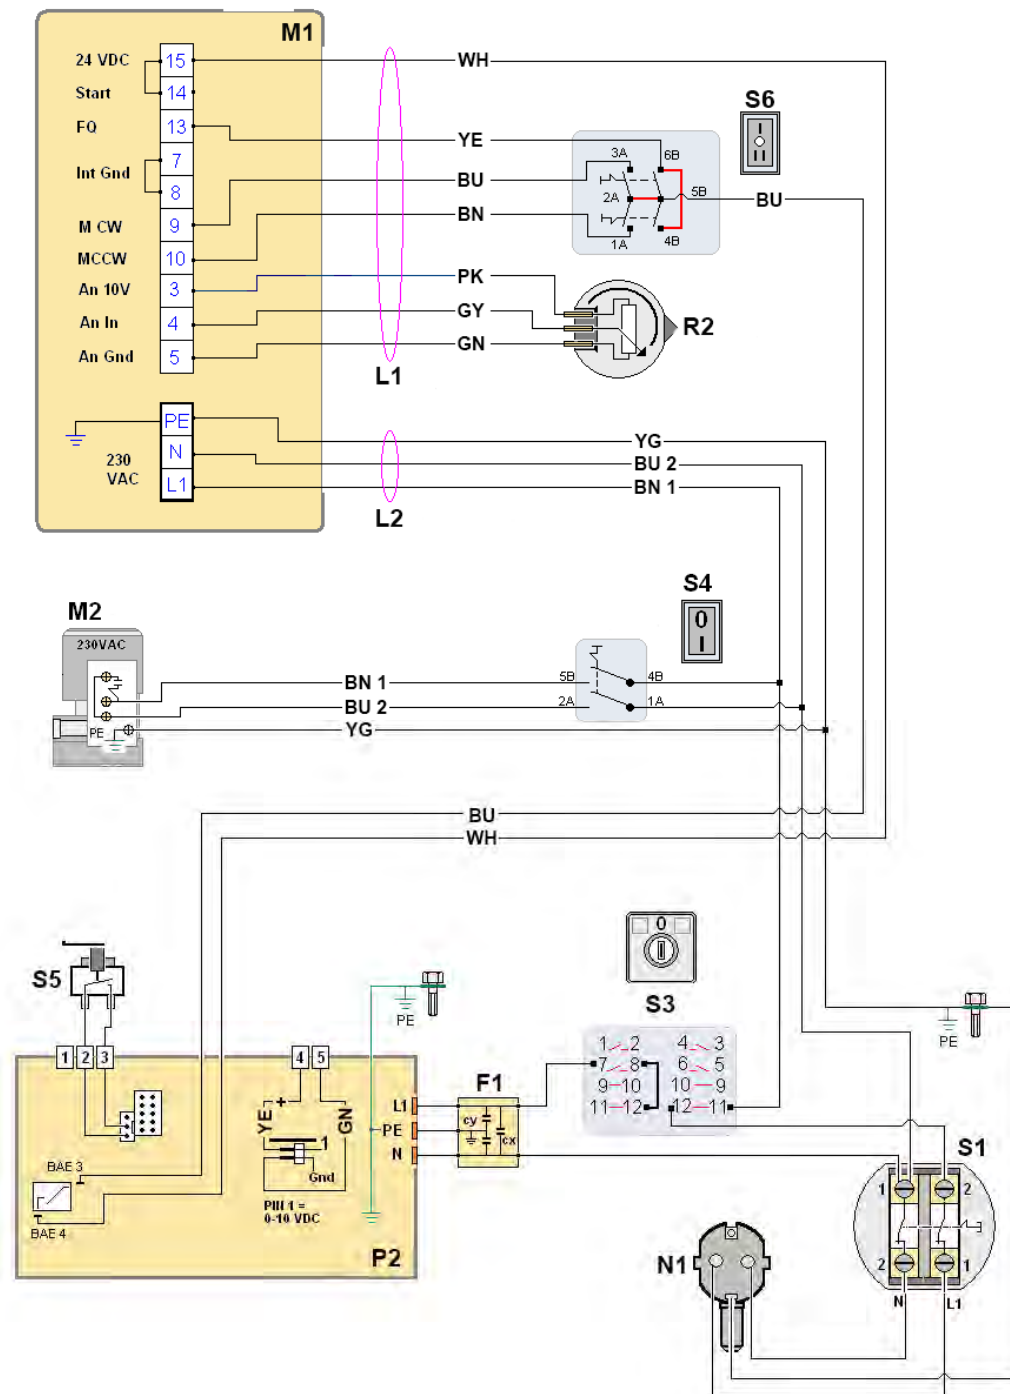 M1
24 VDC 15 WH
Start 14
S6
FQ 13 YE
Int Gnd 7
8
3A 6B
BU
2A 5B BU
M CW 9
BN
1A 4B
MCCW 10
An 10V 3 PK
An In 4 GY
R2
An Gnd 5 GN
L1
PE
YG
230 VAC
N BU 2
L1 BN 1
L2
S4
0
I
M2
230VAC
BN 1 5B 4B
BU 2 2A 1A
PE YG
BU
WH
0
S5
S3
PE
PE
1 2 3
4 5
1 2 4 3
7 8 6 5
9 10 10 9
11 12 12 11
F1
L1
PE
N
cy
cx
YE + GN
1
Gnd
PIN 1 =
0-10 VDC
BAE 3
BAE 4
P2
S1
1 2
2 1
N L1
N1